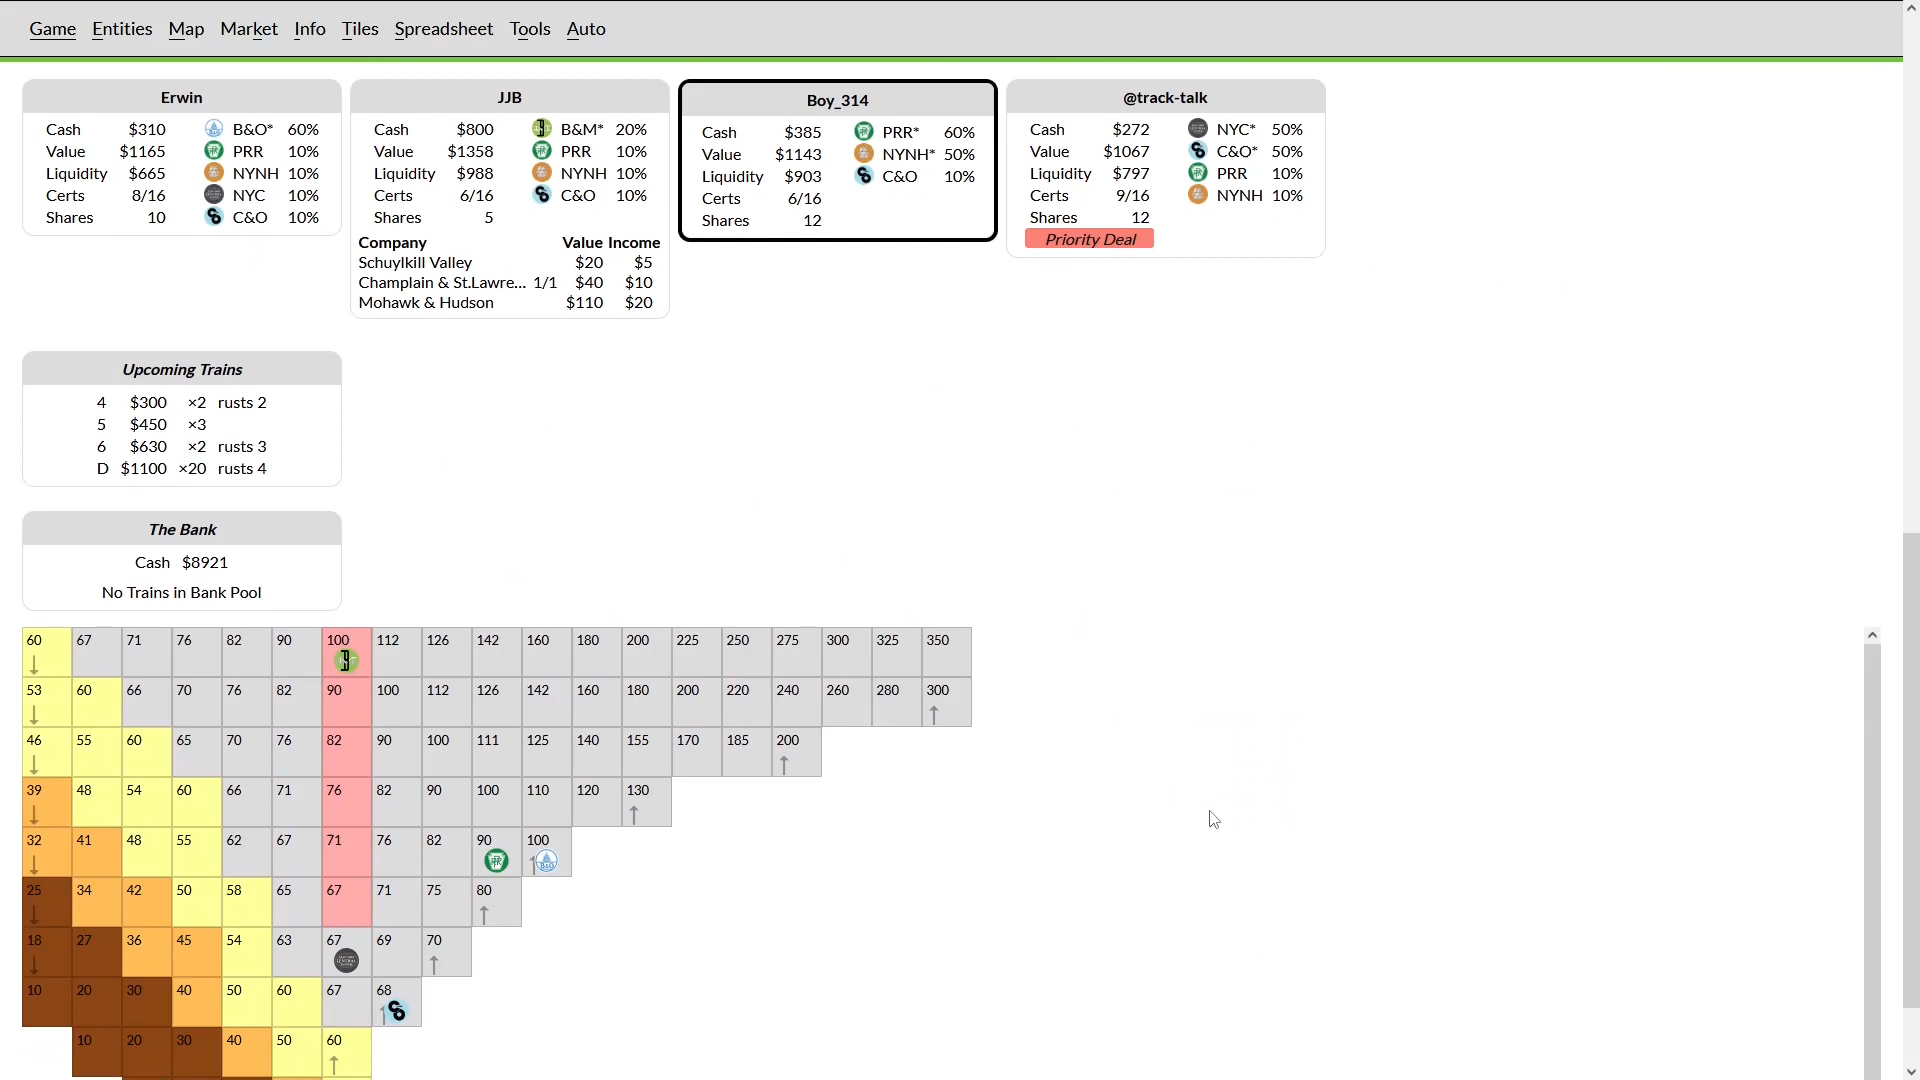 Game Entities Map Market Info Tiles Spreadsheet Tools Auto
Erwin
Cash $310 B&O* 60%
Value $1165 PRR 10%
Liquidity $665 NYNH 10%
Certs 8/16 NYC 10%
Shares 10 C&O 10%
JJB
Cash $800 B&M* 20%
Value $1358 PRR 10%
Liquidity $988 NYNH 10%
Certs 6/16 C&O 10%
Shares 5
Company Value Income
Schuylkill Valley $20 $5
Champlain & St.Lawre... 1/1 $40 $10
Mohawk & Hudson $110 $20
Boy_314
Cash $385 PRR* 60%
Value $1143 NYNH* 50%
Liquidity $903 C&O 10%
Certs 6/16
Shares 12
@track-talk
Cash $272 NYC* 50%
Value $1067 C&O* 50%
Liquidity $797 PRR 10%
Certs 9/16 NYNH 10%
Shares 12
Priority Deal
Upcoming Trains
4 $300 ×2 rusts 2
5 $450 ×3
6 $630 ×2 rusts 3
D $1100 ×20 rusts 4
The Bank
Cash $8921
No Trains in Bank Pool
60 67 71 76 82 90 100 112 126 142 160 180 200 225 250 275 300 325 350
53 60 66 70 76 82 90 100 112 126 142 160 180 200 220 240 260 280 300
46 55 60 65 70 76 82 90 100 111 125 140 155 170 185 200
39 48 54 60 66 71 76 82 90 100 110 120 130
32 41 48 55 62 67 71 76 82 90 100
25 34 42 50 58 65 67 71 75 80
18 27 36 45 54 63 67 69 70
10 20 30 40 50 60 67 68
10 20 30 40 50 60